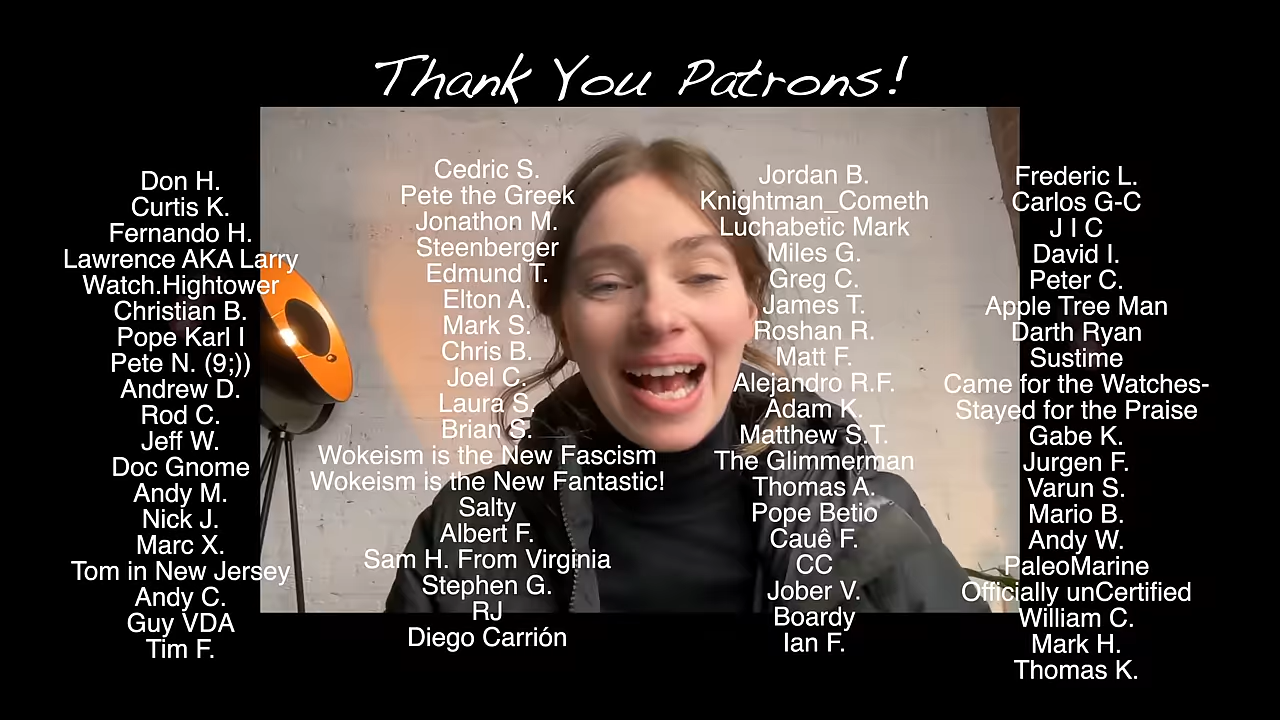 Thank You Patrons!
Don H.
Curtis K.
Fernando H.
Lawrence AKA Larry
Watch.Hightower
Christian B.
Pope Karl I
Pete N. (9;))
Andrew D.
Rod C.
Jeff W.
Doc Gnome
Andy M.
Nick J.
Marc X.
Tom in New Jersey
Andy C.
Guy VDA
Tim F.
Cedric S.
Pete the Greek
Jonathon M.
Steenberger
Edmund T.
Elton A.
Mark S.
Chris B.
Joel C.
Laura S.
Brian S.
Wokeism is the New Fascism
Wokeism is the New Fantastic!
Salty
Albert F.
Sam H. From Virginia
Stephen G.
RJ
Diego Carrión
Jordan B.
Knightman_Cometh
Luchabetic Mark
Miles G.
Greg C.
James T.
Roshan R.
Matt F.
Alejandro R.F.
Adam K.
Matthew S.T.
The Glimmerman
Thomas A.
Pope Betio
Cauê F.
CC
Jober V.
Boardy
Ian F.
Frederic L.
Carlos G-C
J I C
David I.
Peter C.
Apple Tree Man
Darth Ryan
Sustime
Came for the Watches-
Stayed for the Praise
Gabe K.
Jurgen F.
Varun S.
Mario B.
Andy W.
PaleoMarine
Officially unCertified
William C.
Mark H.
Thomas K.